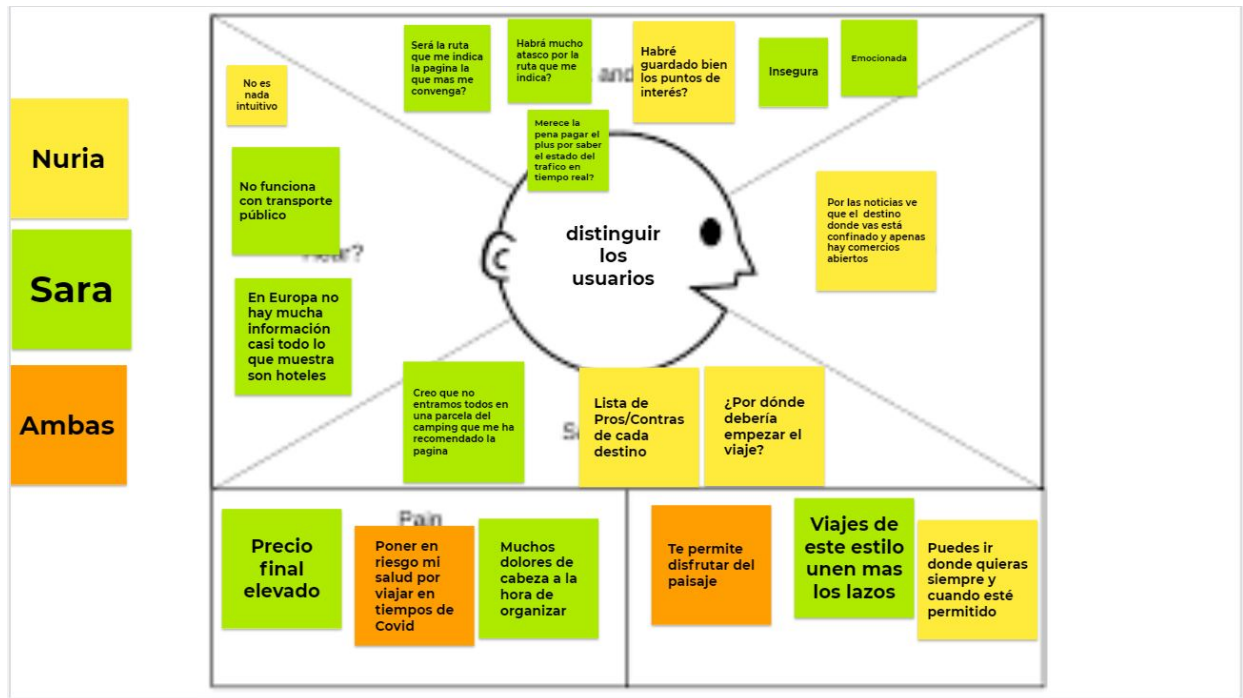 Será la ruta
que me indica
la pagina la
que mas me
convenga?
Habrá mucho
atasco por la
ruta que me
indica?
Habré
guardado bien
los puntos de
interés?
Insegura
Emocionada
and
No es
nada
intuitivo
Merece la
pena pagar el
plus por saber
el estado del
trafico en
tiempo real?
Nuria
No funciona
con transporte
público
Por las noticias ve
que el destino
donde vas está
confinado y apenas
hay comercios
abiertos
distinguir
los
usuarios
Sara
En Europa no
hay mucha
información
casi todo lo
que muestra
son hoteles
Ambas
Creo que no
entramos todos en
una parcela del
camping que me ha
recomendado la
pagina
Lista de
Pros/Contras
de cada
destino
¿Por dónde
debería
empezar el
viaje?
Pain
Precio
final
elevado
Poner en
riesgo mi
salud por
viajar en
tiempos de
Covid
Muchos
dolores de
cabeza a la
hora de
organizar
Te permite
disfrutar del
paisaje
Viajes de
este estilo
unen mas
los lazos
Puedes ir
donde quieras
siempre y
cuando esté
permitido